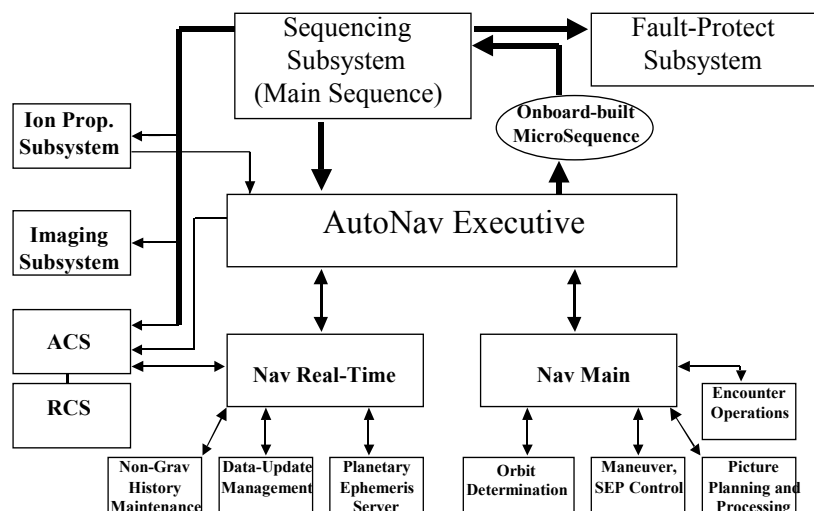 Sequencing
Subsystem
(Main Sequence)
Fault-Protect
Subsystem
Onboard-built
MicroSequence
Ion Prop.
Subsystem
AutoNav Executive
Imaging
Subsystem
ACS
RCS
Nav Real-Time
Nav Main
Encounter
Operations
Non-Grav
History
Maintenance
Data-Update
Management
Planetary
Ephemeris
Server
Orbit
Determination
Maneuver,
SEP Control
Picture
Planning and
Processing